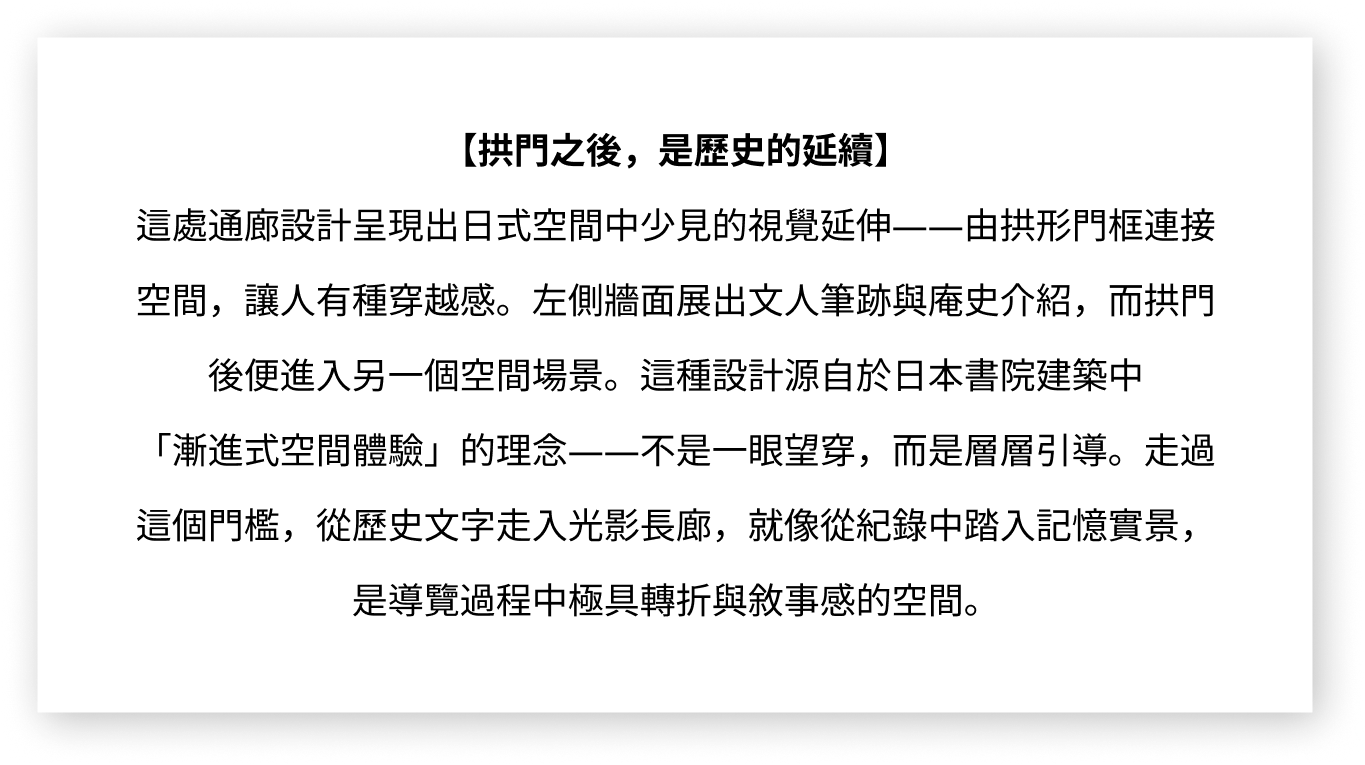 【拱門之後，是歷史的延續】
這處通廊設計呈現出日式空間中少見的視覺延伸——由拱形門框連接
空間，讓人有種穿越感。左側牆面展出文人筆跡與庵史介紹，而拱門
後便進入另一個空間場景。這種設計源自於日本書院建築中
「漸進式空間體驗」的理念——不是一眼望穿，而是層層引導。走過
這個門檻，從歷史文字走入光影長廊，就像從紀錄中踏入記憶實景，
是導覽過程中極具轉折與敘事感的空間。